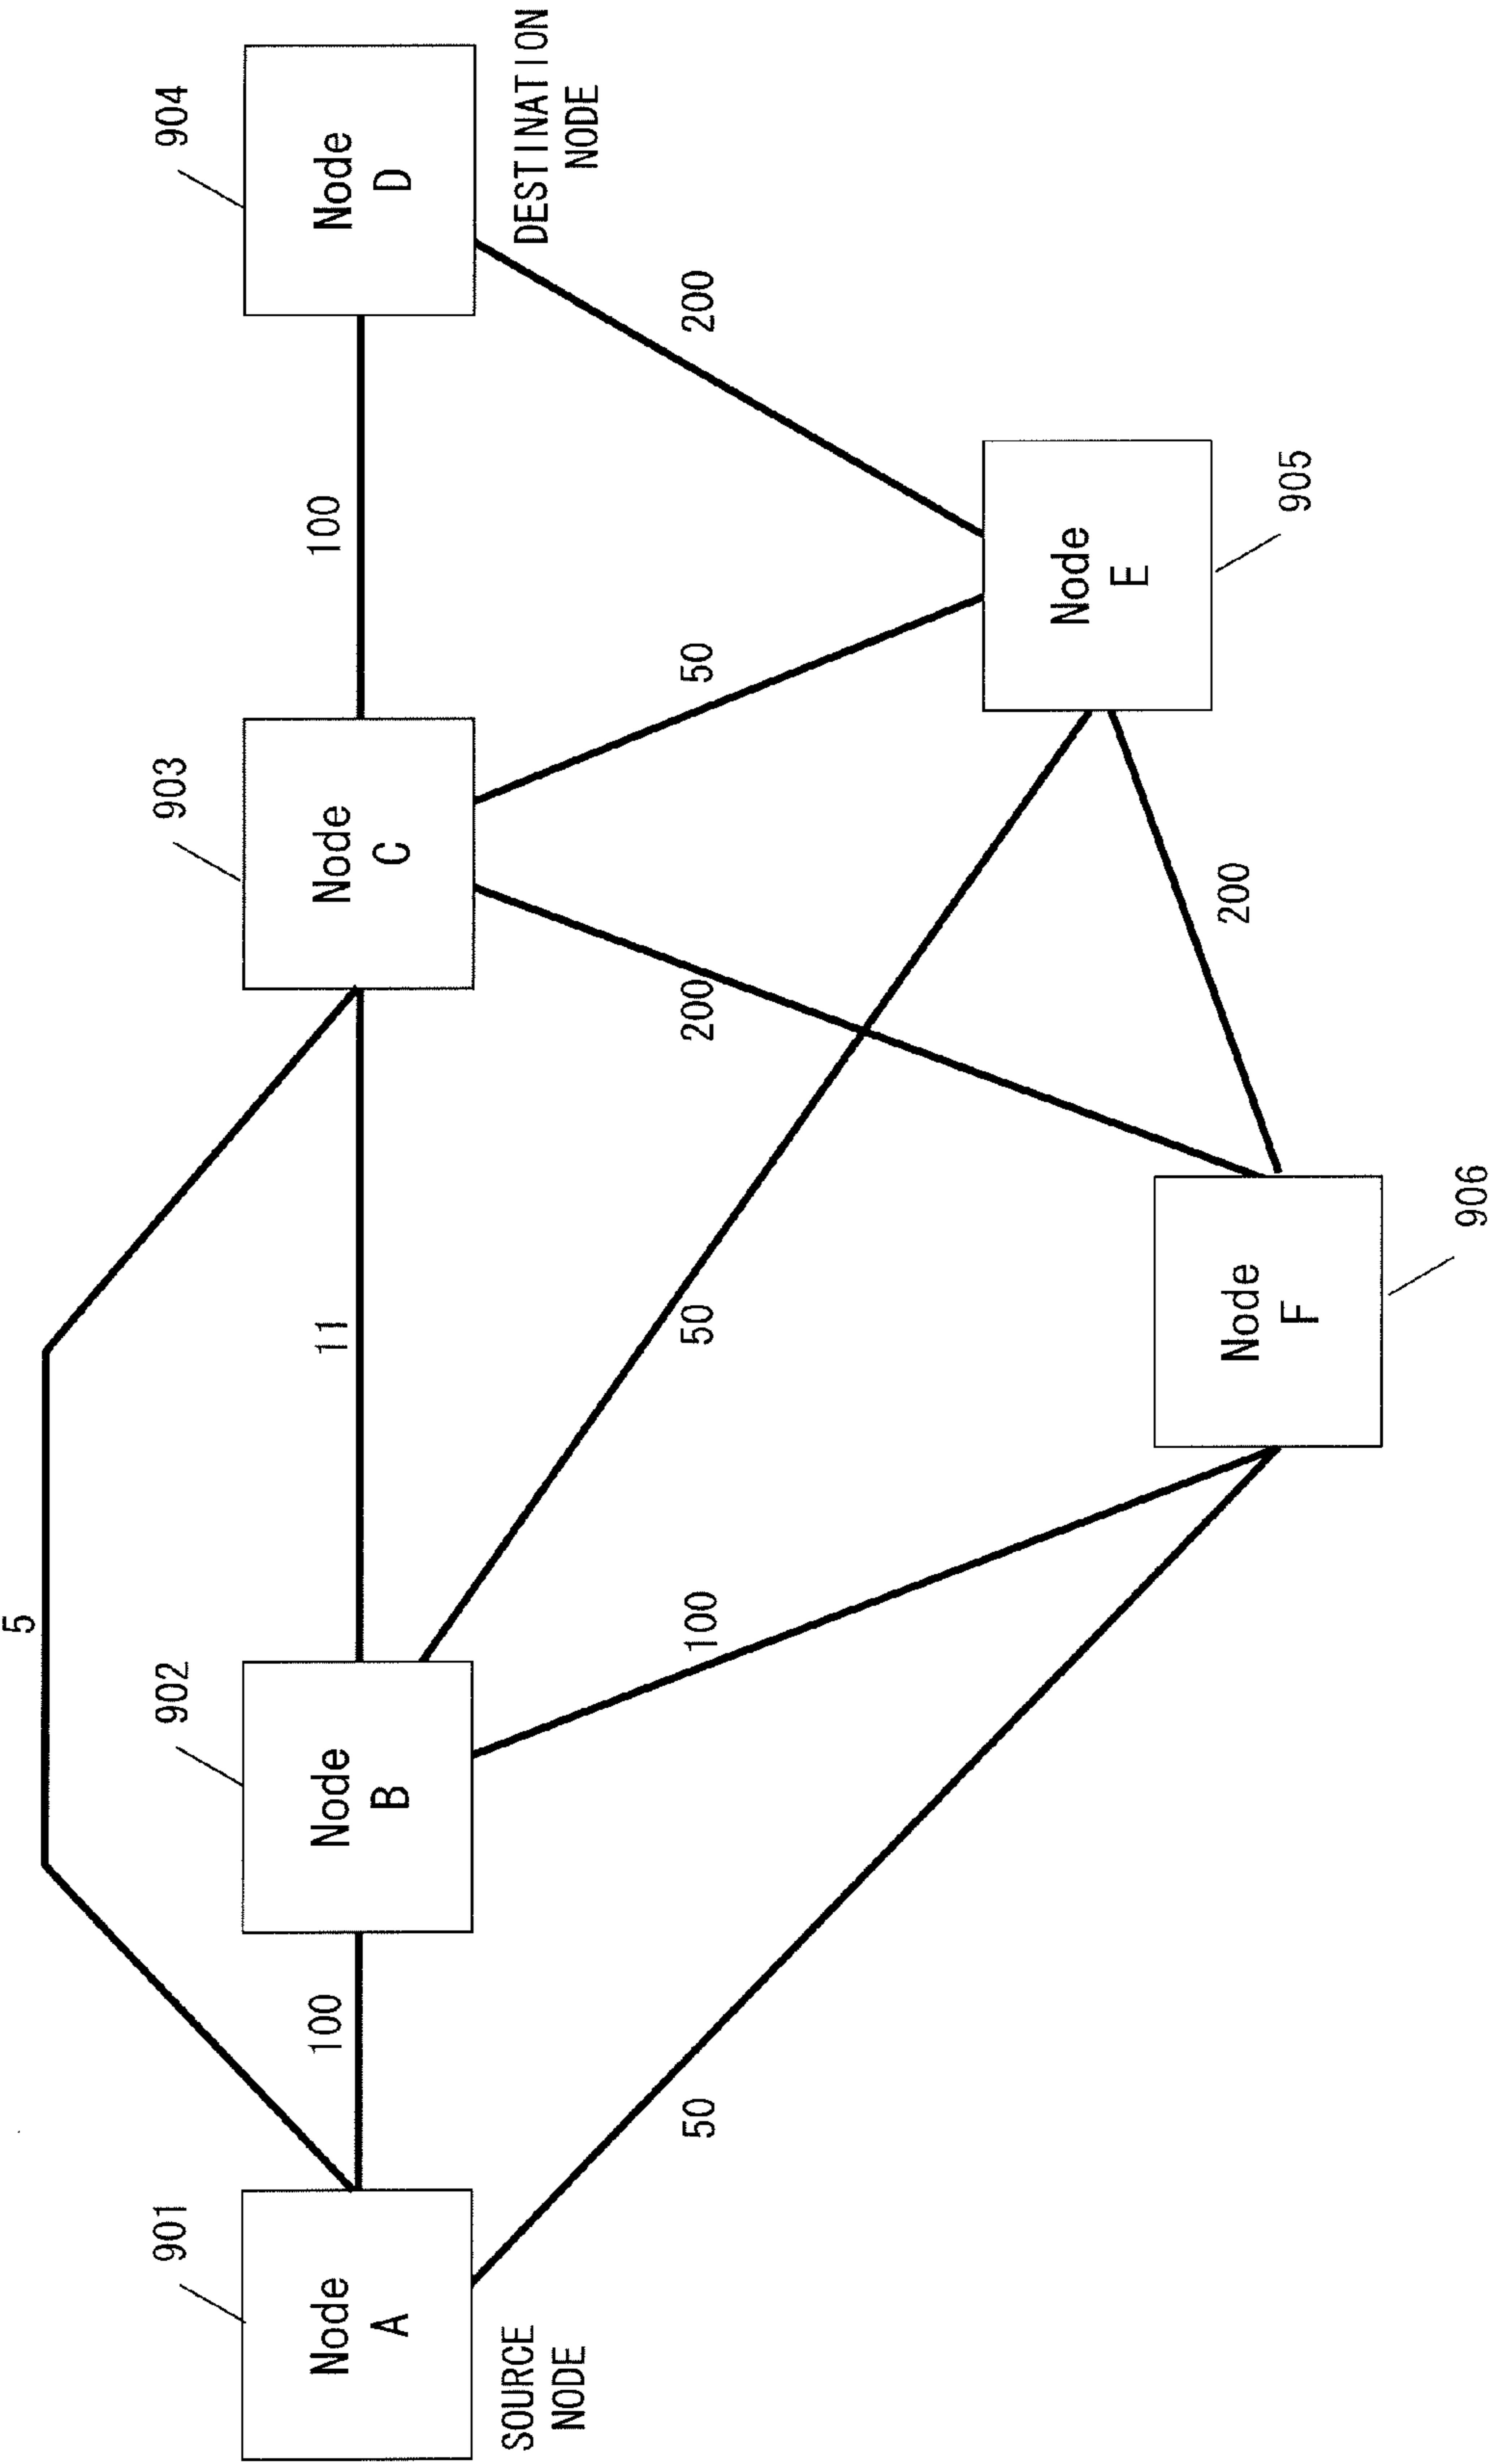 5
901
902
903
904
Node
A
100
Node
B
11
Node
C
100
Node
D
SOURCE
NODE
DESTINATION
NODE
50
100
50
200
50
200
200
Node
F
Node
E
906
905